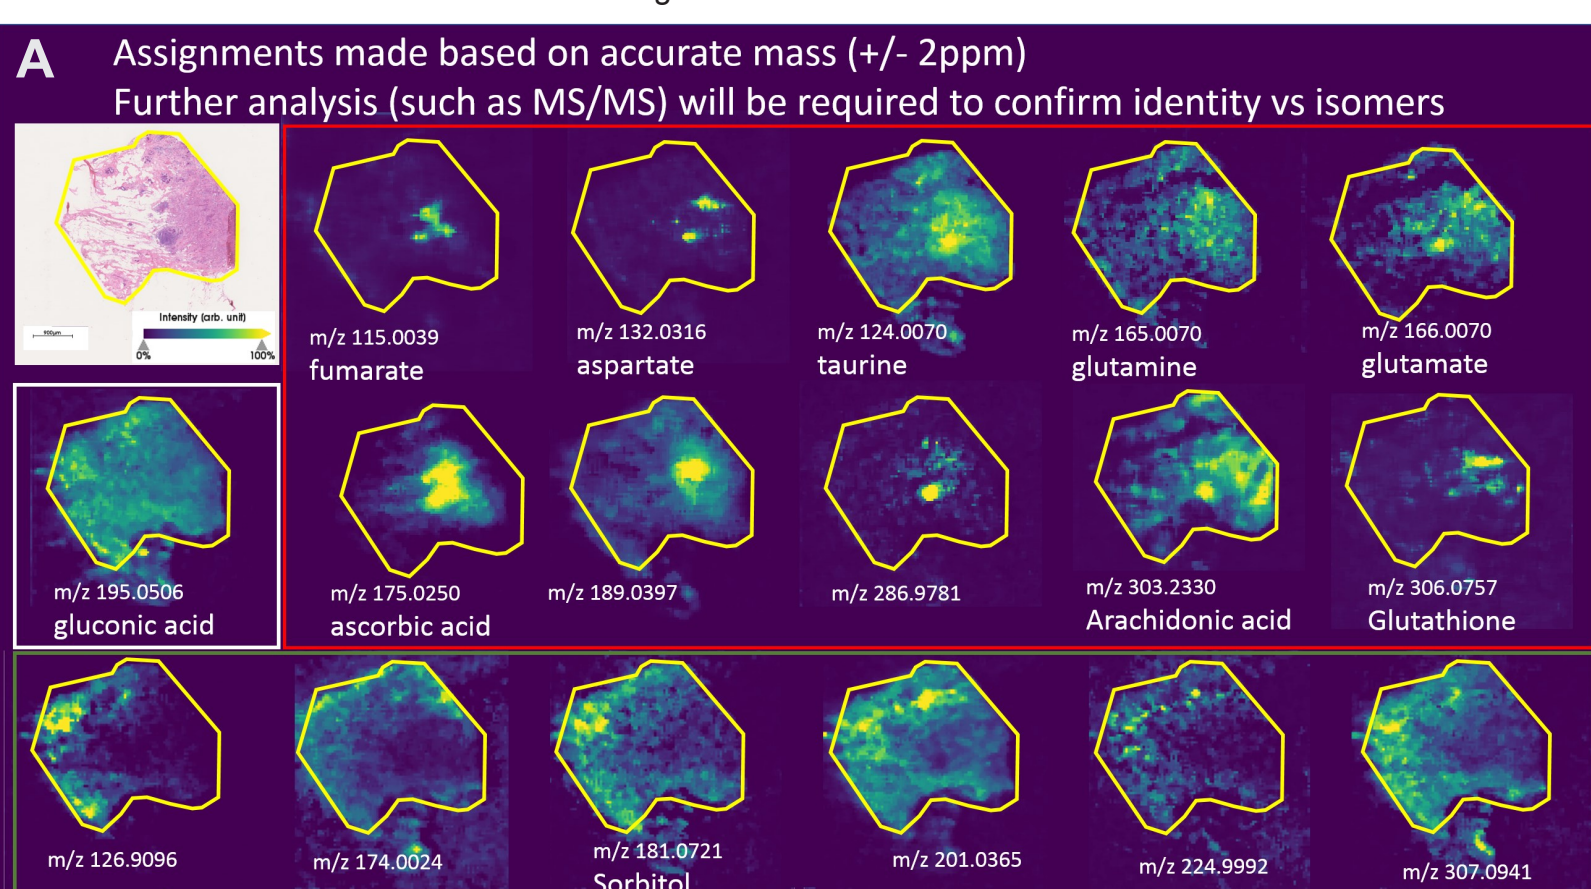 A
Assignments made based on accurate mass (+/- 2ppm)
Further analysis (such as MS/MS) will be required to confirm identity vs isomers
Intensity (arb. unit)
900µm
0% 100%
m/z 115.0039
fumarate
m/z 132.0316
aspartate
m/z 124.0070
taurine
m/z 165.0070
glutamine
m/z 166.0070
glutamate
m/z 195.0506
gluconic acid
m/z 175.0250
ascorbic acid
m/z 189.0397
m/z 286.9781
m/z 303.2330
Arachidonic acid
m/z 306.0757
Glutathione
m/z 126.9096
m/z 174.0024
m/z 181.0721
Sorbitol
m/z 201.0365
m/z 224.9992
m/z 307.0941